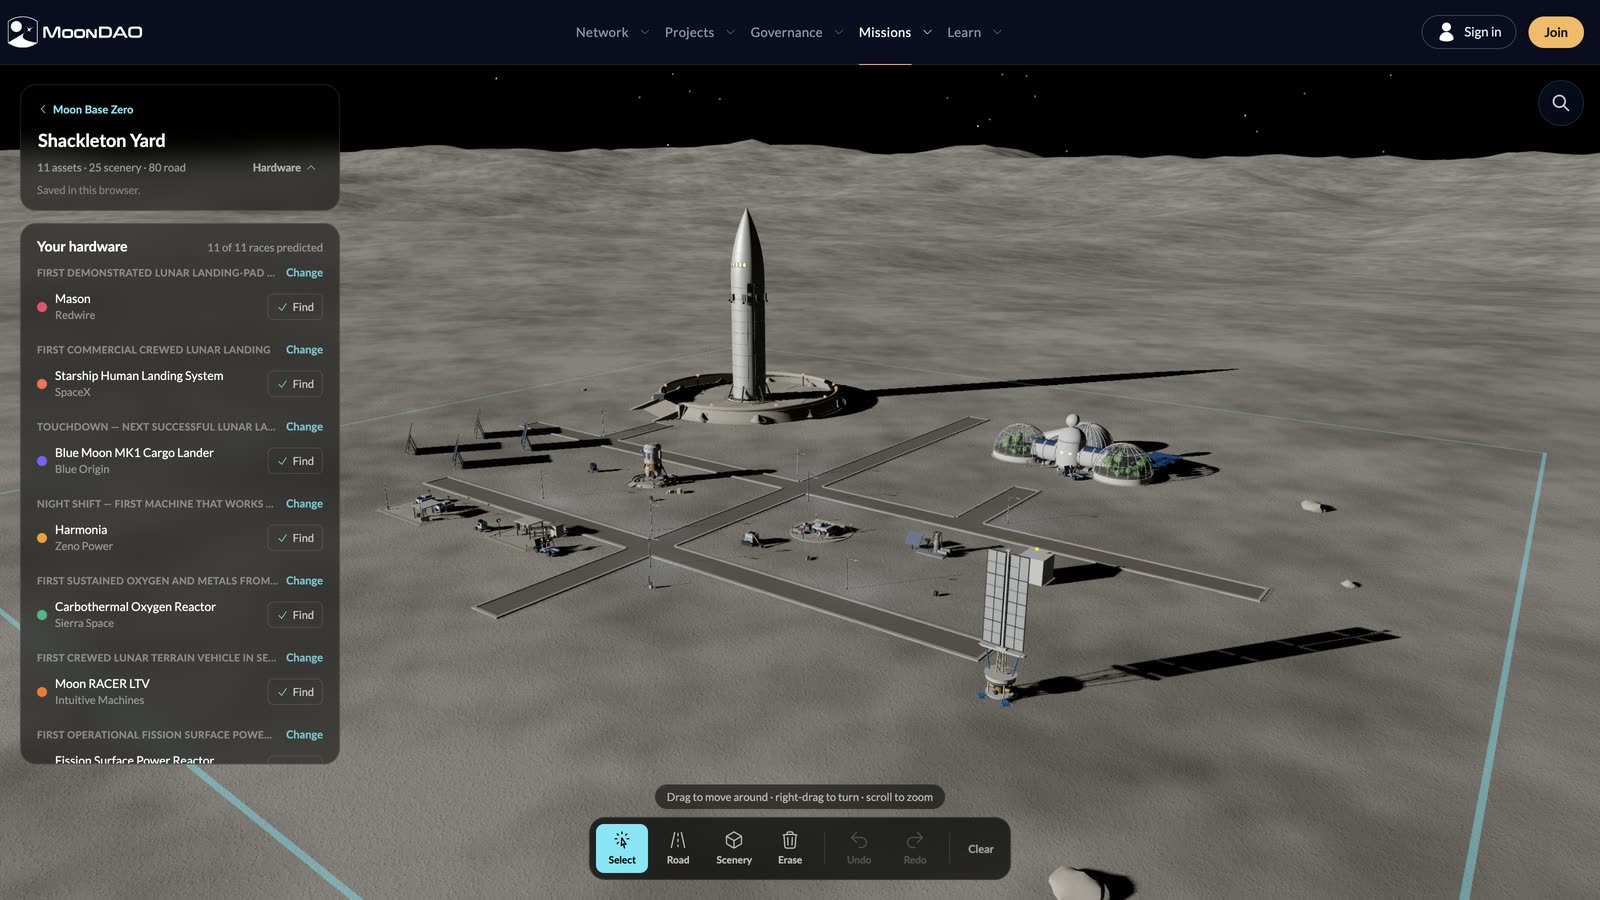 MOONDAO
Network
Projects
Governance
Missions
Learn
Sign in
Join
Moon Base Zero
Shackleton Yard
11 assets · 25 scenery · 80 road
Hardware
Saved in this browser.
Your hardware
11 of 11 races predicted
FIRST DEMONSTRATED LUNAR LANDING-PAD ...
Change
Mason
Redwire
Find
FIRST COMMERCIAL CREWED LUNAR LANDING
Change
Starship Human Landing System
SpaceX
Find
TOUCHDOWN — NEXT SUCCESSFUL LUNAR LA...
Change
Blue Moon MK1 Cargo Lander
Blue Origin
Find
NIGHT SHIFT — FIRST MACHINE THAT WORKS ...
Change
Harmonia
Zeno Power
Find
FIRST SUSTAINED OXYGEN AND METALS FROM...
Change
Carbothermal Oxygen Reactor
Sierra Space
Find
FIRST CREWED LUNAR TERRAIN VEHICLE IN SE...
Change
Moon RACER LTV
Intuitive Machines
Find
FIRST OPERATIONAL FISSION SURFACE POWE...
Change
Fission Surface Power Reactor
Drag to move around · right-drag to turn · scroll to zoom
Select
Road
Scenery
Erase
Undo
Redo
Clear